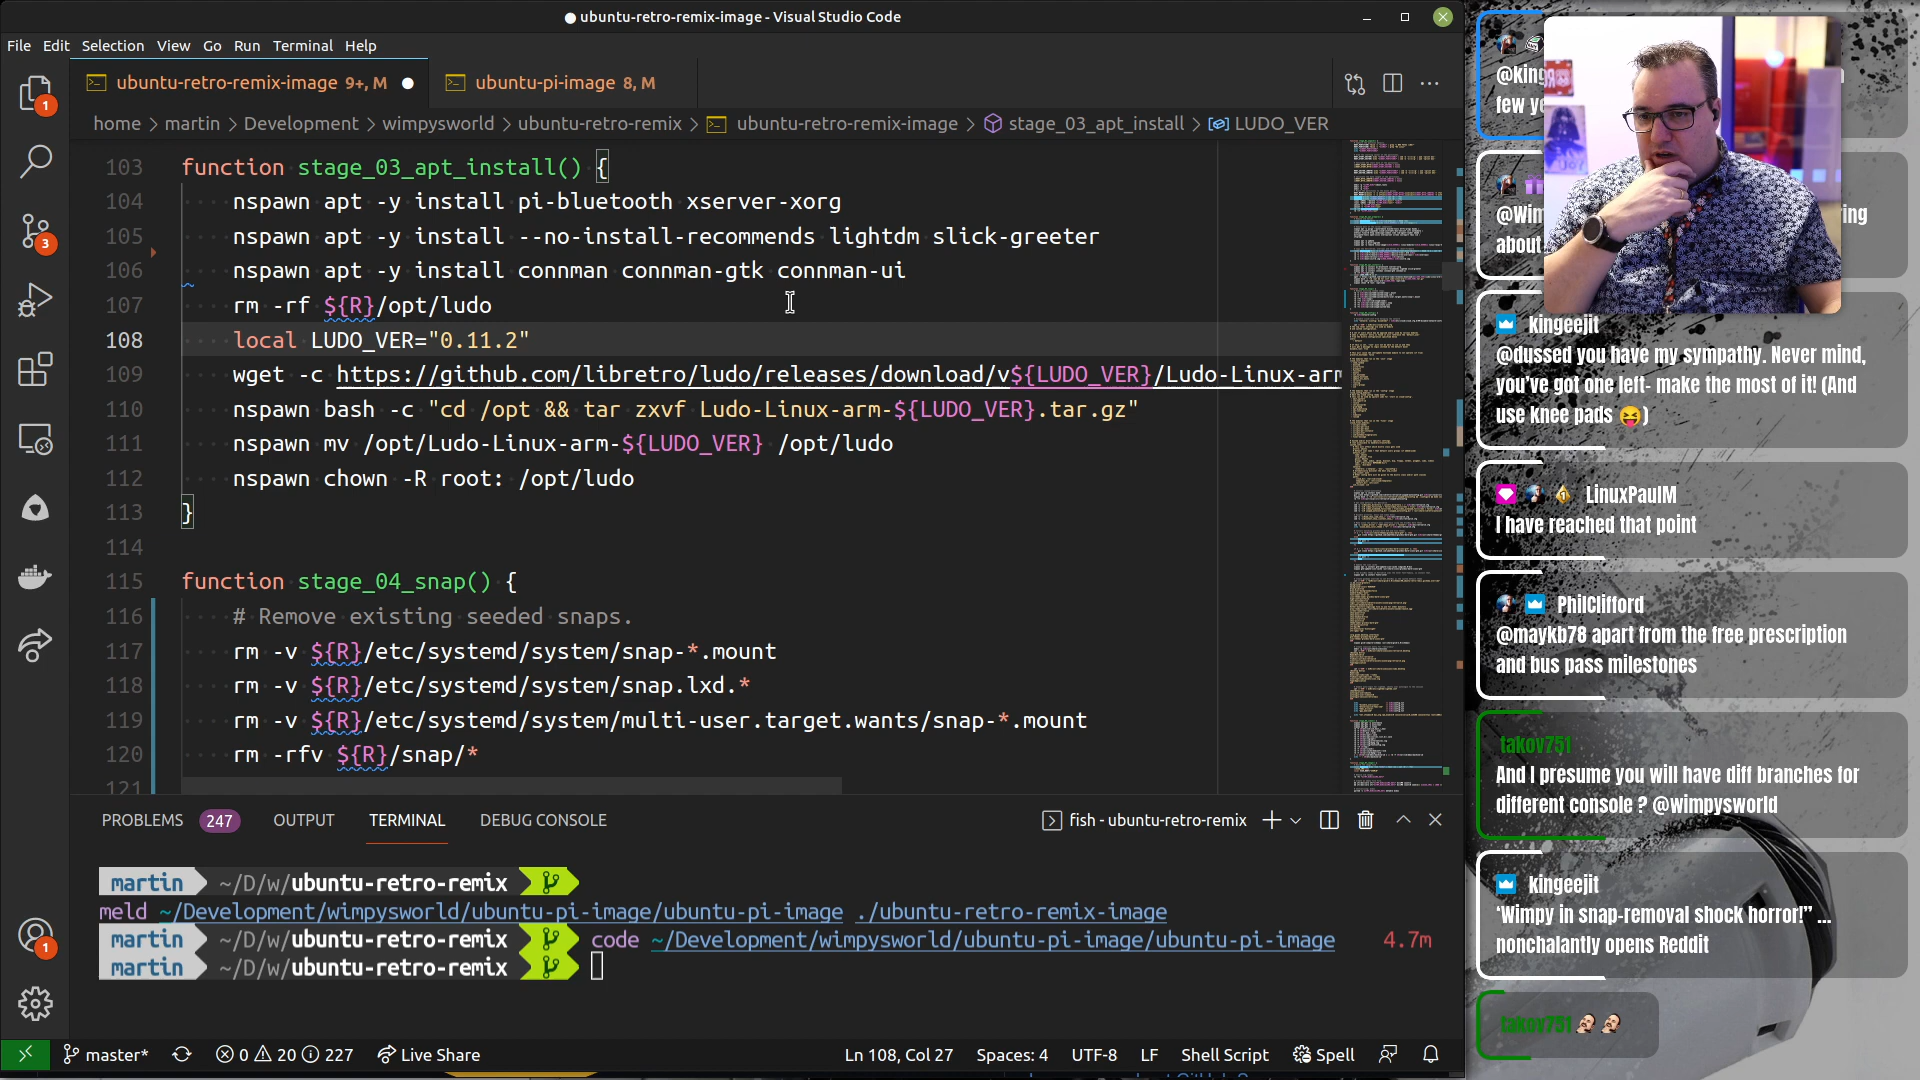 ● ubuntu-retro-remix-image - Visual Studio Code
File Edit Selection View Go Run Terminal Help
ubuntu-retro-remix-image 9+, M ●
ubuntu-pi-image 8, M
home > martin > Development > wimpysworld > ubuntu-retro-remix > ubuntu-retro-remix-image > stage_03_apt_install > LUDO_VER
103 function stage_03_apt_install() {
104 nspawn apt -y install pi-bluetooth xserver-xorg
105 nspawn apt -y install --no-install-recommends lightdm slick-greeter
106 nspawn apt -y install connman connman-gtk connman-ui
107 rm -rf ${R}/opt/ludo
108 local LUDO_VER="0.11.2"
109 wget -c https://github.com/libretro/ludo/releases/download/v${LUDO_VER}/Ludo-Linux-arm
110 nspawn bash -c "cd /opt && tar zxvf Ludo-Linux-arm-${LUDO_VER}.tar.gz"
111 nspawn mv /opt/Ludo-Linux-arm-${LUDO_VER} /opt/ludo
112 nspawn chown -R root: /opt/ludo
113 }
114
115 function stage_04_snap() {
116 # Remove existing seeded snaps.
117 rm -v ${R}/etc/systemd/system/snap-*.mount
118 rm -v ${R}/etc/systemd/system/snap.lxd.*
119 rm -v ${R}/etc/systemd/system/multi-user.target.wants/snap-*.mount
120 rm -rfv ${R}/snap/*
121
PROBLEMS 247 OUTPUT TERMINAL DEBUG CONSOLE
fish - ubuntu-retro-remix
martin ~/D/w/ubuntu-retro-remix
meld ~/Development/wimpysworld/ubuntu-pi-image/ubuntu-pi-image ./ubuntu-retro-remix-image
martin ~/D/w/ubuntu-retro-remix code ~/Development/wimpysworld/ubuntu-pi-image/ubuntu-pi-image 4.7m
martin ~/D/w/ubuntu-retro-remix
1
3
1
master* 0 20 227 Live Share
Ln 108, Col 27 Spaces: 4 UTF-8 LF Shell Script Spell
@king
few ye
@Wim ing
about
kingeejit
@dussed you have my sympathy. Never mind,
you've got one left- make the most of it! (And
use knee pads 😝)
LinuxPaulM
I have reached that point
PhilClifford
@maykb78 apart from the free prescription
and bus pass milestones
takov751
And I presume you will have diff branches for
different console ? @wimpysworld
kingeejit
‘Wimpy in snap-removal shock horror!” ...
nonchalantly opens Reddit
takov751